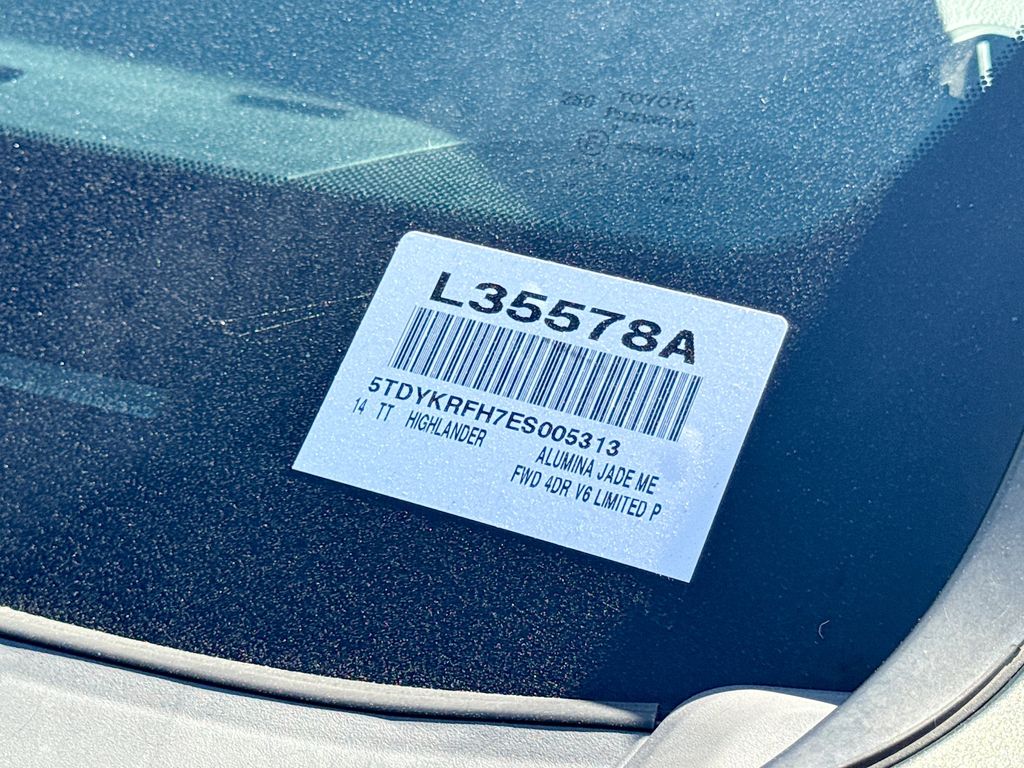 TOYOTA
L35578A
5TDYKRFH7ES005313
14 TT HIGHLANDER
ALUMINA JADE ME
FWD 4DR V6 LIMITED P